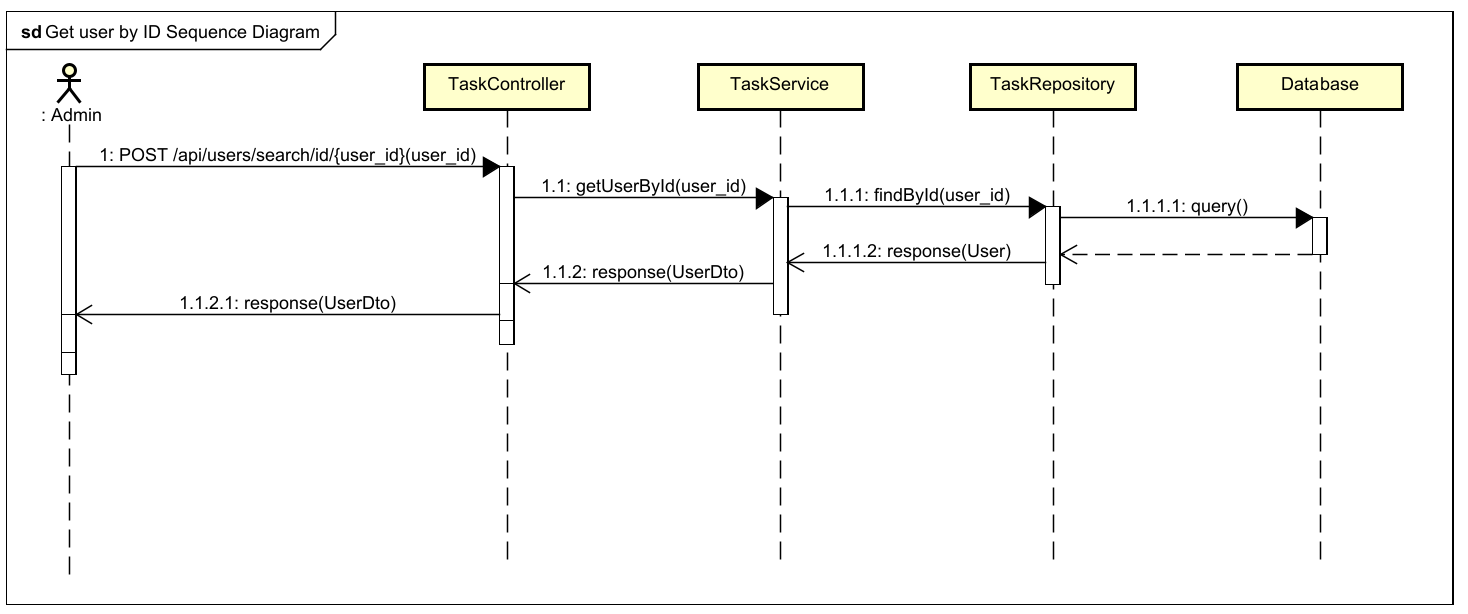 sd Get user by ID Sequence Diagram
: Admin
TaskController
TaskService
TaskRepository
Database
1: POST /api/users/search/id/{user_id}(user_id)
1.1: getUserById(user_id)
1.1.1: findById(user_id)
1.1.1.1: query()
1.1.1.2: response(User)
1.1.2: response(UserDto)
1.1.2.1: response(UserDto)